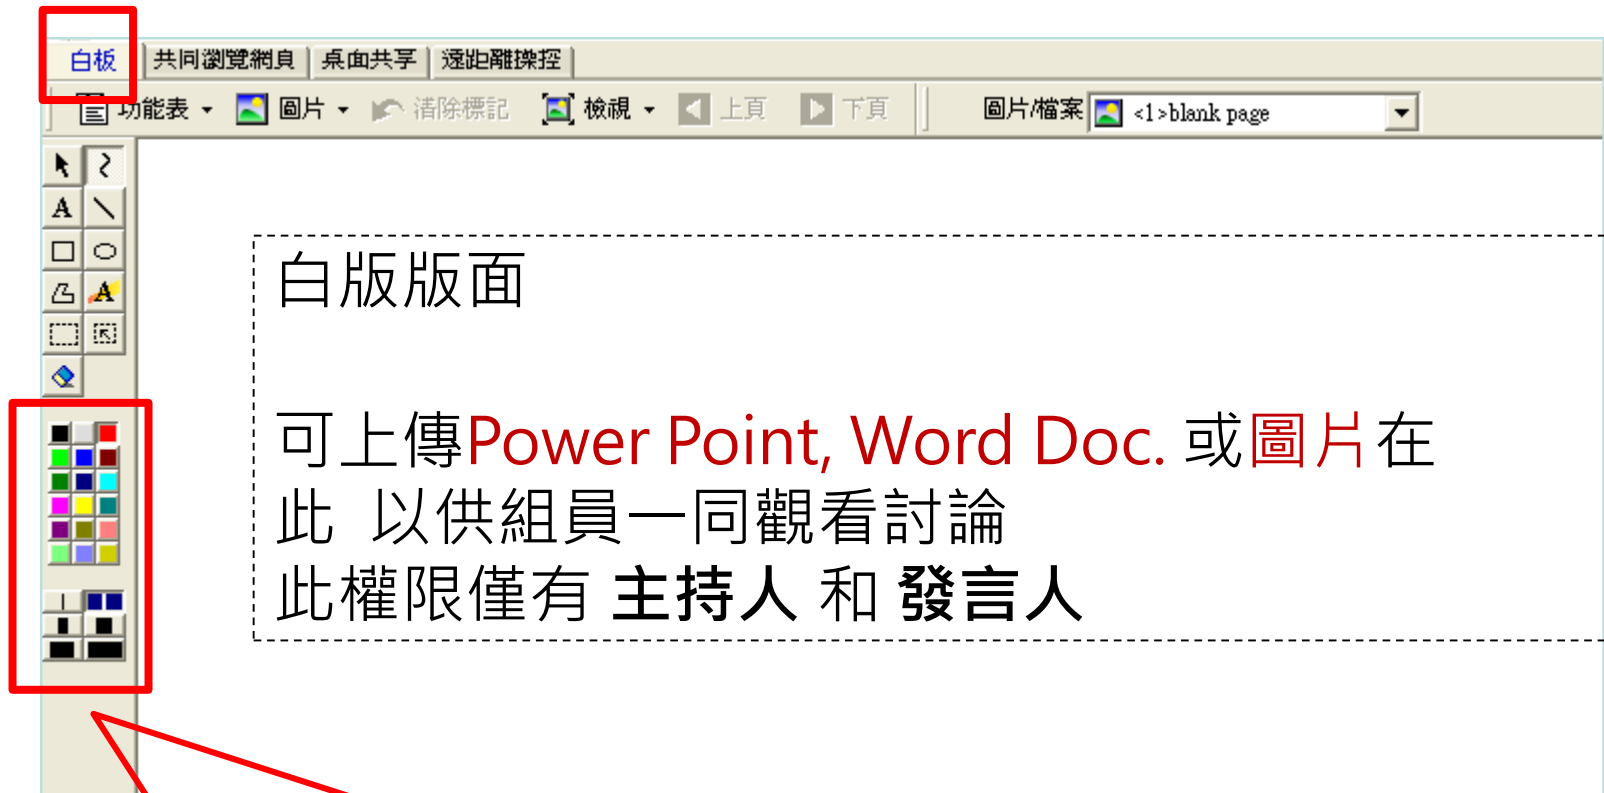 白板 共同瀏覽網頁 桌面共享 遠距離操控
功能表 圖片 清除標記 檢視 上頁 下頁 圖片/檔案 <1>blank page
A
A
白版版面
可上傳Power Point, Word Doc. 或圖片在
此 以供組員一同觀看討論
此權限僅有 主持人 和 發言人